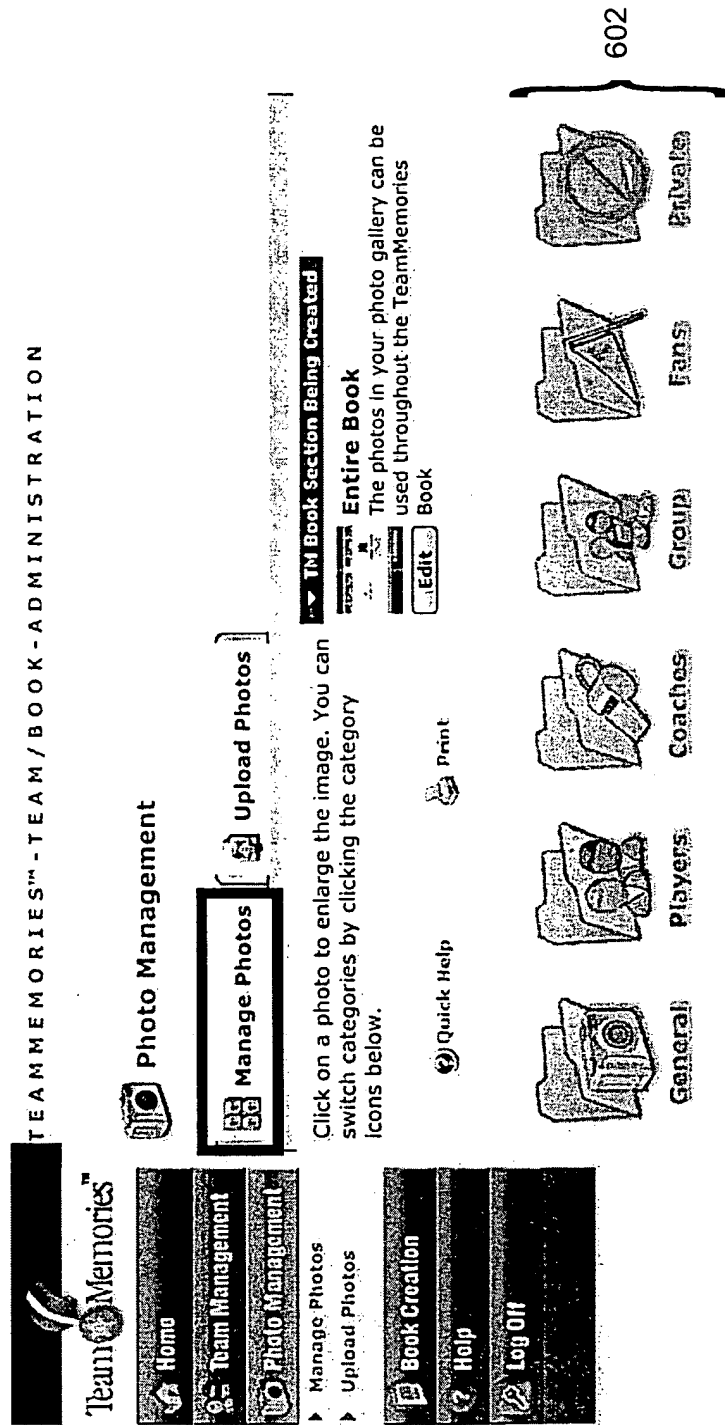 TEAMMEMORIES™-TEAM/BOOK-ADMINISTRATION
Team Memories™
Home
Team Management
Photo Management
Manage Photos
Upload Photos
Book Creation
Help
Log Off
Photo Management
Manage Photos
Upload Photos
Click on a photo to enlarge the image. You can
switch categories by clicking the category
icons below.
Quick Help
Print
TM Book Section Being Created
Entire Book
The photos in your photo gallery can be
used throughout the TeamMemories
Book
Edit
General
Players
Coaches
Group
Fans
Private
602